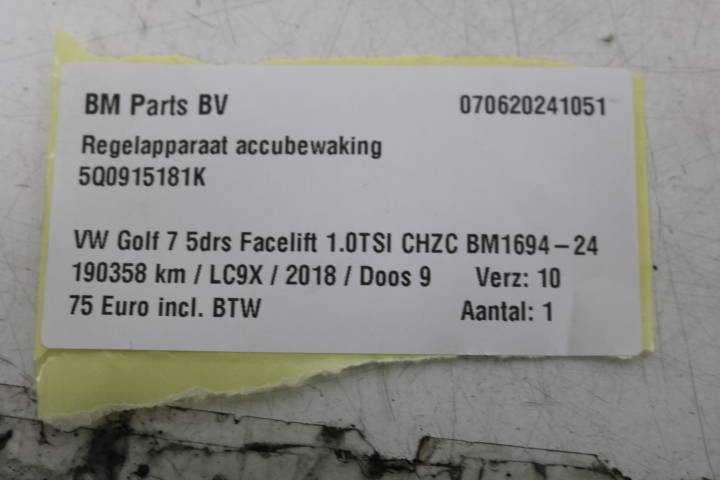 BM Parts BV 070620241051
Regelapparaat accubewaking
5Q0915181K
VW Golf 7 5drs Facelift 1.0TSI CHZC BM1694-24
190358 km / LC9X / 2018 / Doos 9 Verz: 10
75 Euro incl. BTW Aantal: 1